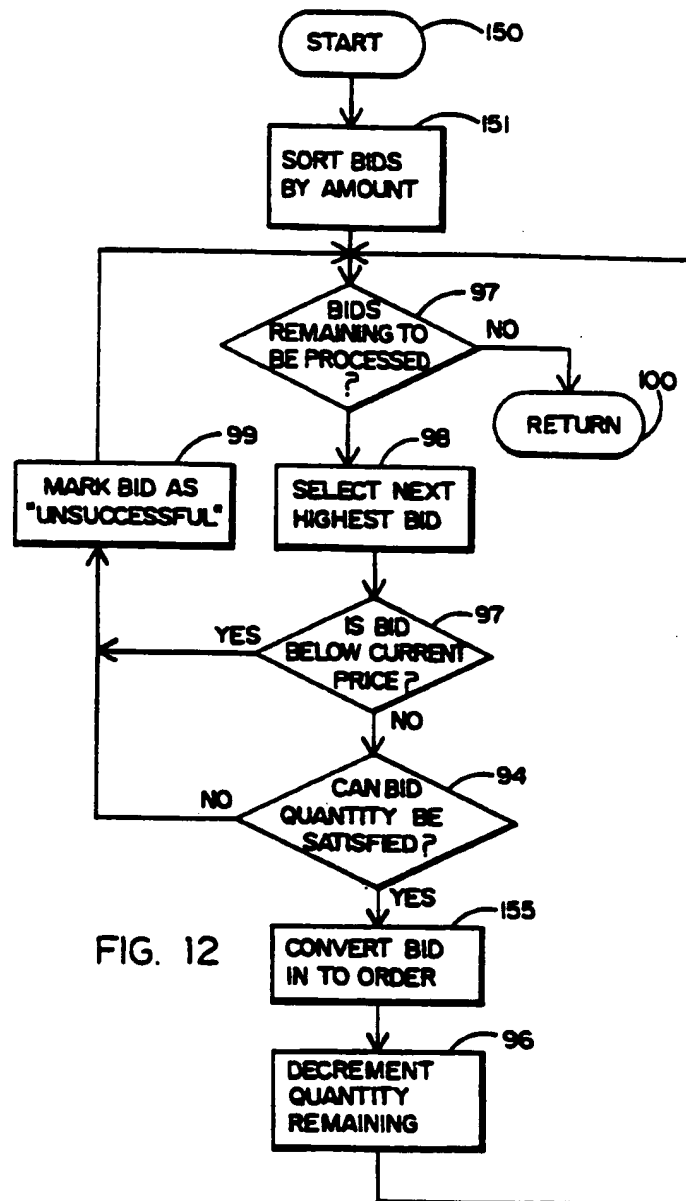 START
150
151
SORT BIDS
BY AMOUNT
97
BIDS
REMAINING TO
BE PROCESSED
?
NO
100
RETURN
99
MARK BID AS
"UNSUCCESSFUL"
98
SELECT NEXT
HIGHEST BID
97
YES
IS BID
BELOW CURRENT
PRICE?
NO
94
NO
CAN BID
QUANTITY BE
SATISFIED?
YES
155
FIG. 12
CONVERT BID
IN TO ORDER
96
DECREMENT
QUANTITY
REMAINING